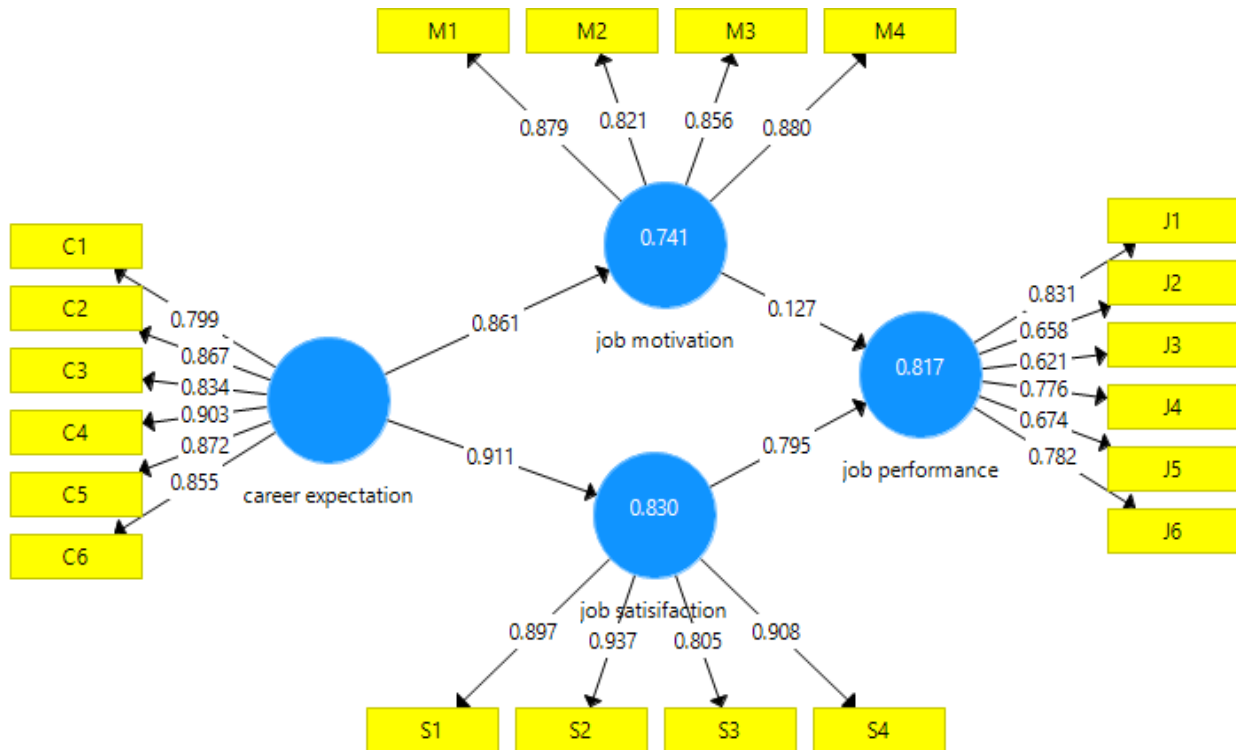 M1 M2 M3 M4
0.879 0.821 0.856 0.880
0.741
job motivation
C1
C2
C3
C4
C5
C6
0.799
0.867
0.834
0.903
0.872
0.855
career expectation
0.861
0.911
0.127
0.795
0.830
job satisifaction
0.897 0.937 0.805 0.908
S1 S2 S3 S4
0.817
job performance
0.831
0.658
0.621
0.776
0.674
0.782
J1
J2
J3
J4
J5
J6